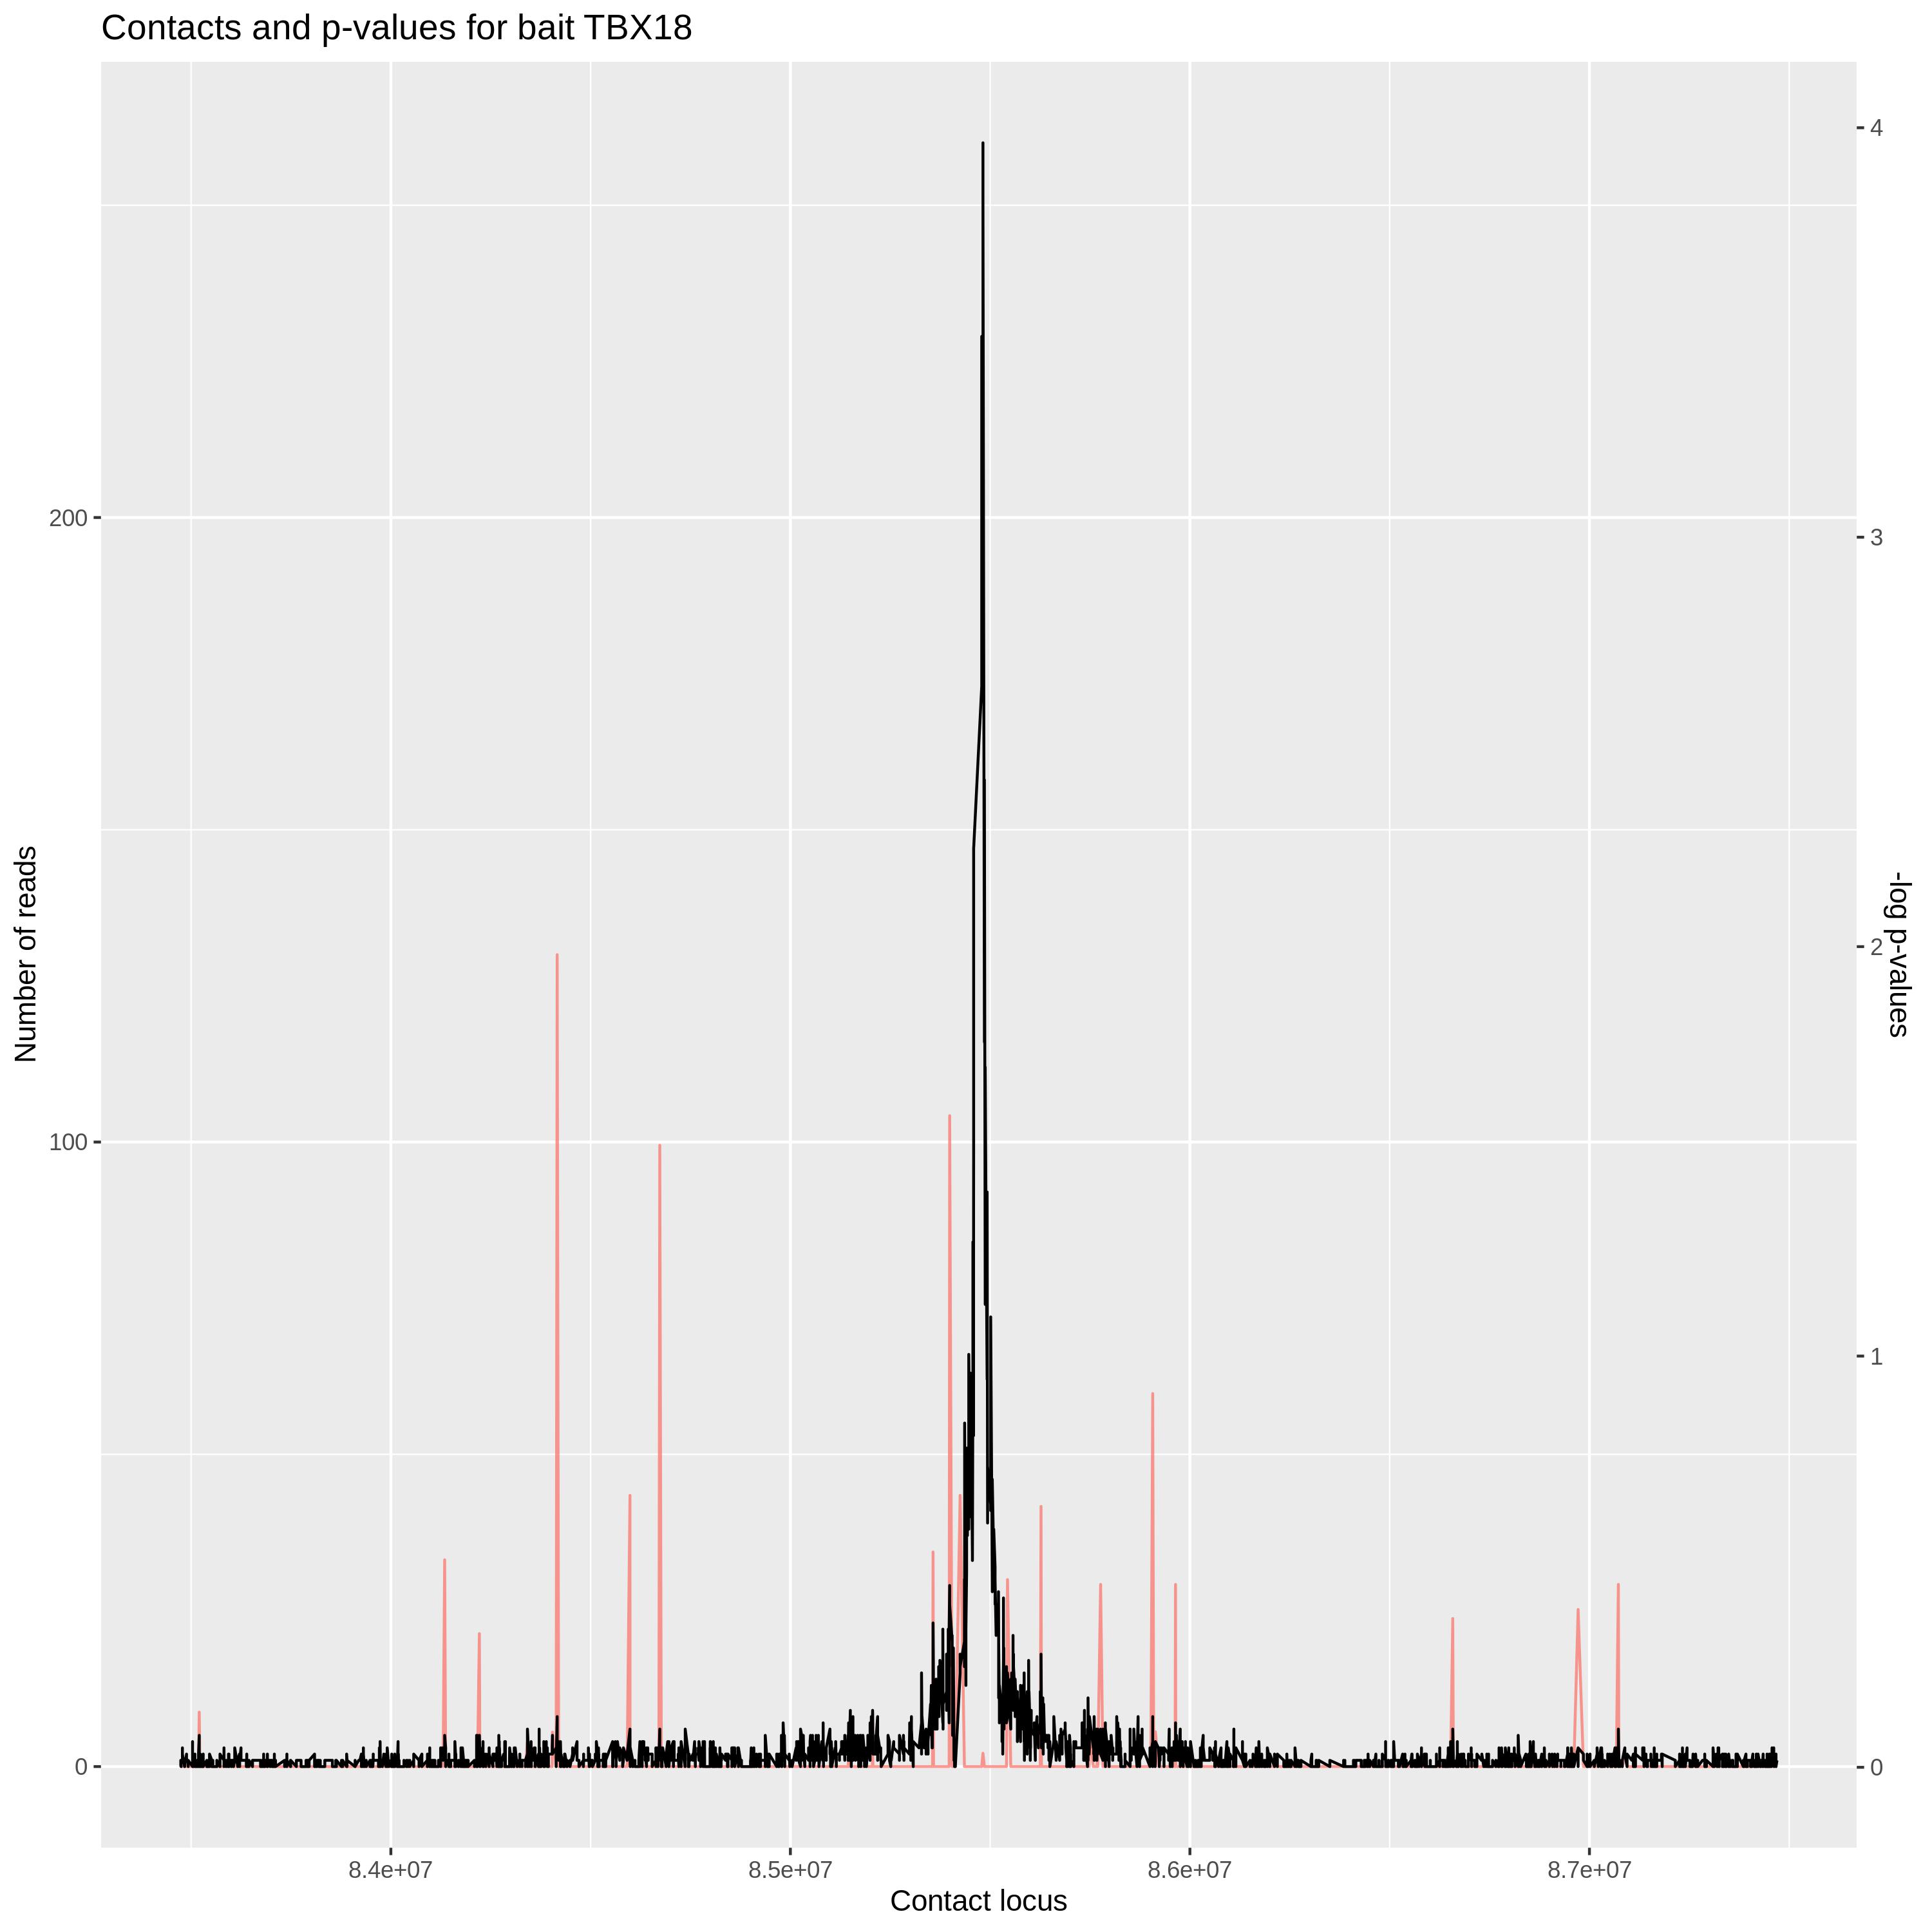 Contacts and p-values for bait TBX18
Number of reads
200
100
0
4
3
2
1
0
-log p-values
8.4e+07
8.5e+07
8.6e+07
8.7e+07
Contact locus